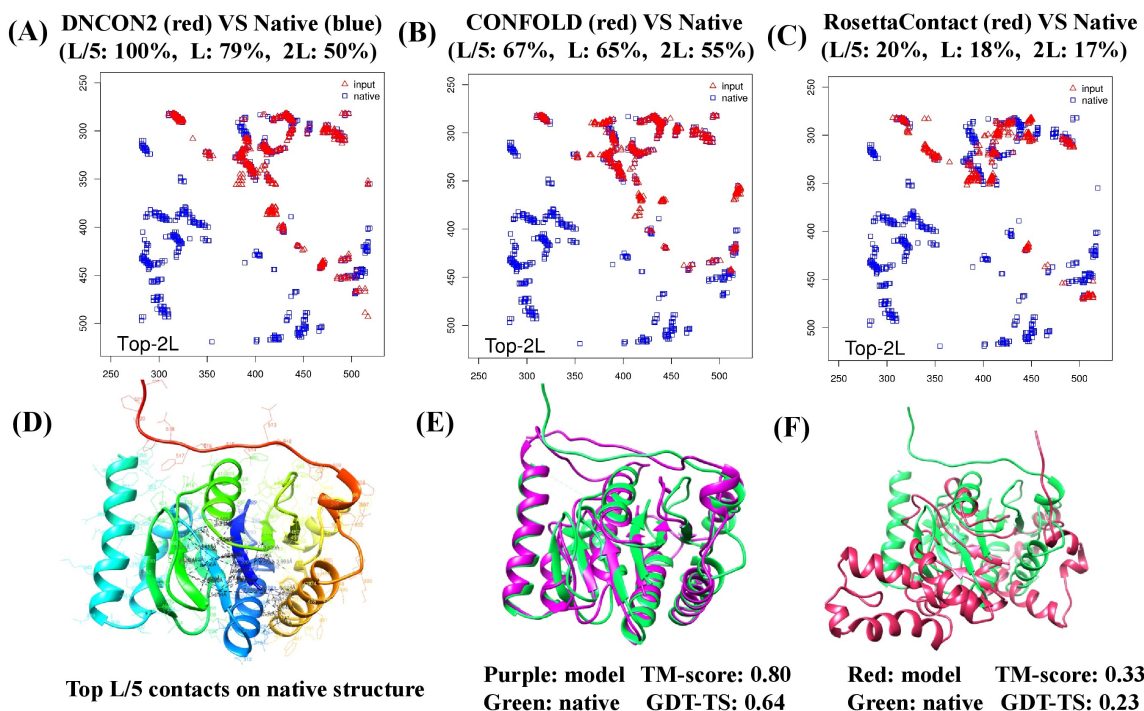 (A) DNCON2 (red) VS Native (blue)
(L/5: 100%, L: 79%, 2L: 50%)
(B) CONFOLD (red) VS Native
(L/5: 67%, L: 65%, 2L: 55%)
(C) RosettaContact (red) VS Native
(L/5: 20%, L: 18%, 2L: 17%)
input
native
250
300
350
400
450
500
Top-2L
250 300 350 400 450 500
input
native
250
300
350
400
450
500
Top-2L
250 300 350 400 450 500
input
native
250
300
350
400
450
500
Top-2L
250 300 350 400 450 500
(D)
(E)
(F)
Top L/5 contacts on native structure
Purple: model TM-score: 0.80
Green: native GDT-TS: 0.64
Red: model TM-score: 0.33
Green: native GDT-TS: 0.23